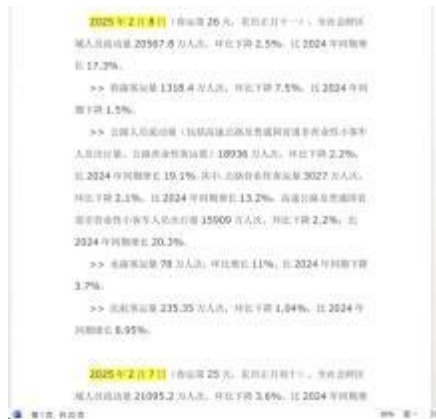 2025年2月8日（春运第26天，农历正月十一），全社会跨区
域人员流动量20567.8万人次，环比下降2.5%，比2024年同期增
长17.3%。
>> 铁路客运量1318.4万人次，环比下降7.5%，比2024年同
期下降1.5%。
>> 公路人员流动量（包括高速公路及普通国省道非营业性小客车
人员出行量、公路营业性客运量）18936万人次，环比下降2.2%，
比2024年同期增长19.1%。其中，公路营业性客运量3027万人次，
环比下降2.1%，比2024年同期增长13.2%；高速公路及普通国省
道非营业性小客车人员出行量15909万人次，环比下降2.2%，比
2024年同期增长20.3%。
>> 水路客运量78万人次，环比增长11%，比2024年同期下降
3.7%。
>> 民航客运量235.35万人次，环比下降1.04%，比2024年
同期增长8.95%。
2025年2月7日（春运第25天，农历正月初十），全社会跨区
域人员流动量21095.2万人次，环比下降3.6%，比2024年同期增